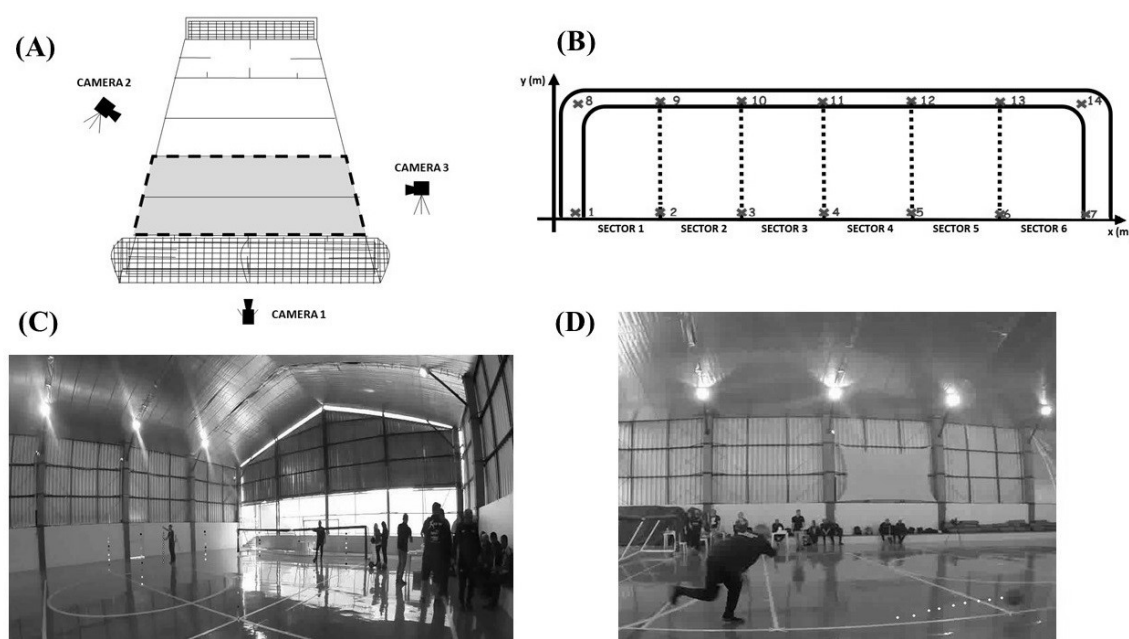 (A)
CAMERA 2
CAMERA 3
CAMERA 1
(B)
y (m)
8 9 10 11 12 13 14
1 2 3 4 5 6 7
SECTOR 1 SECTOR 2 SECTOR 3 SECTOR 4 SECTOR 5 SECTOR 6 x (m
(C)
(D)